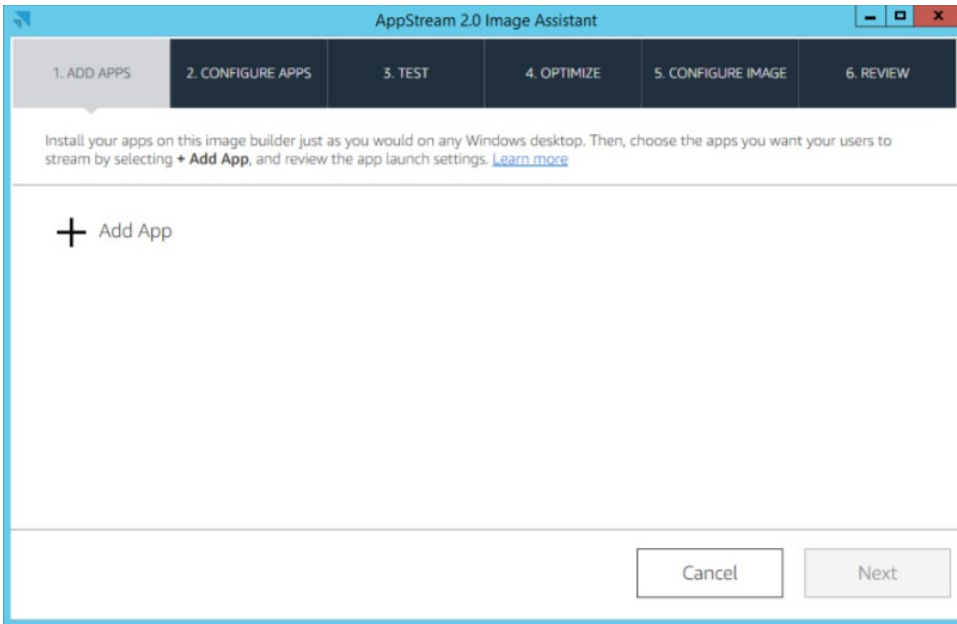 AppStream 2.0 Image Assistant
1. ADD APPS
2. CONFIGURE APPS
3. TEST
4. OPTIMIZE
5. CONFIGURE IMAGE
6. REVIEW
Install your apps on this image builder just as you would on any Windows desktop. Then, choose the apps you want your users to
stream by selecting + Add App, and review the app launch settings. Learn more
Add App
Cancel
Next